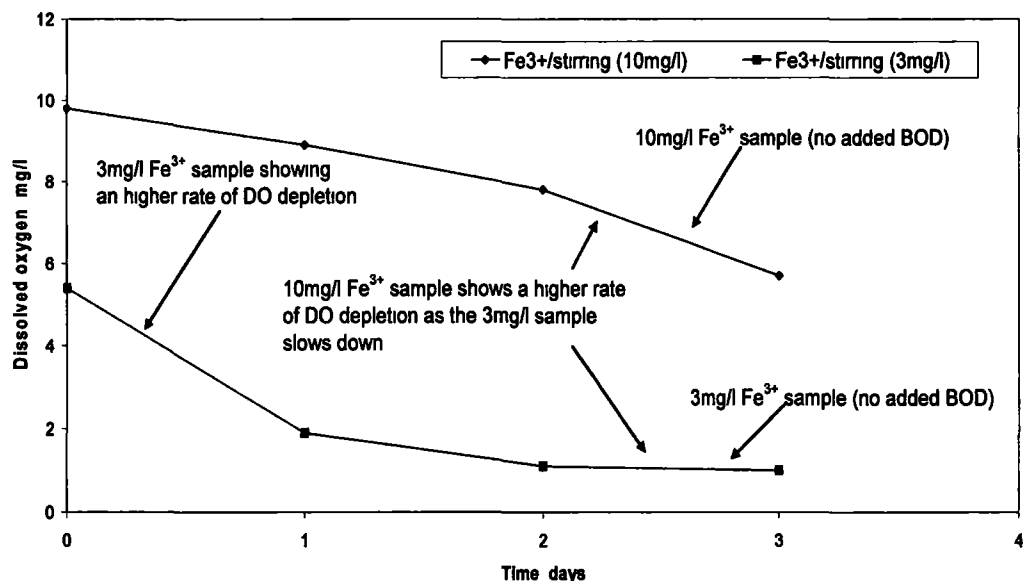 12
10
8
6
4
2
0
Dissolved oxygen mg/l
Fe3+/stirring (10mg/l)
Fe3+/stirring (3mg/l)
10mg/l Fe³⁺ sample (no added BOD)
3mg/l Fe³⁺ sample showing
an higher rate of DO depletion
10mg/l Fe³⁺ sample shows a higher rate
of DO depletion as the 3mg/l sample
slows down
3mg/l Fe³⁺ sample (no added BOD)
0 1 2 3 4
Time days